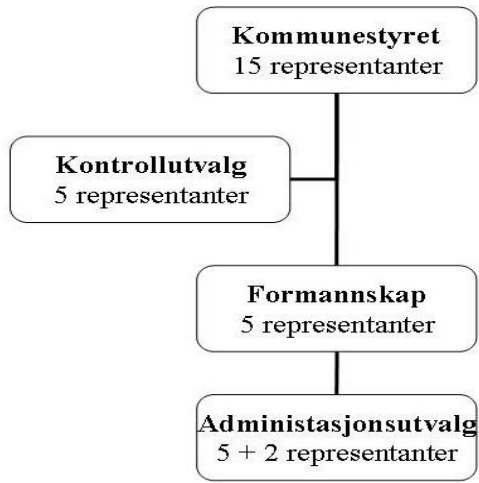 Kommunestyret
15 representanter
Kontrollutvalg
5 representanter
Formannskap
5 representanter
Administasjonsutvalg
5 + 2 representanter